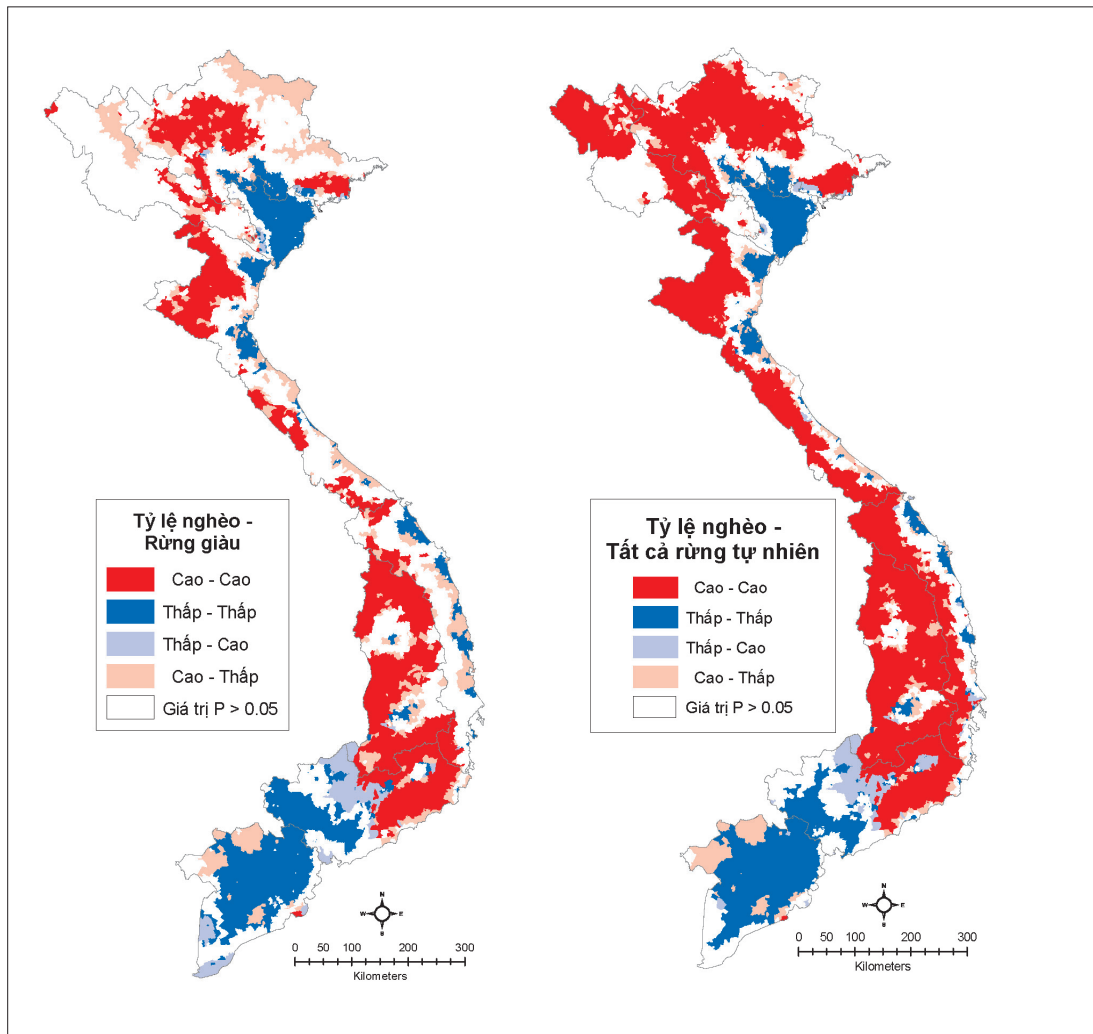 Tỷ lệ nghèo -
Rừng giàu
Cao - Cao
Thấp - Thấp
Thấp - Cao
Cao - Thấp
Giá trị P > 0.05
N
W E
S
0 50 100 200 300
Kilometers
Tỷ lệ nghèo -
Tất cả rừng tự nhiên
Cao - Cao
Thấp - Thấp
Thấp - Cao
Cao - Thấp
Giá trị P > 0.05
N
W E
S
0 50 100 200 300
Kilometers